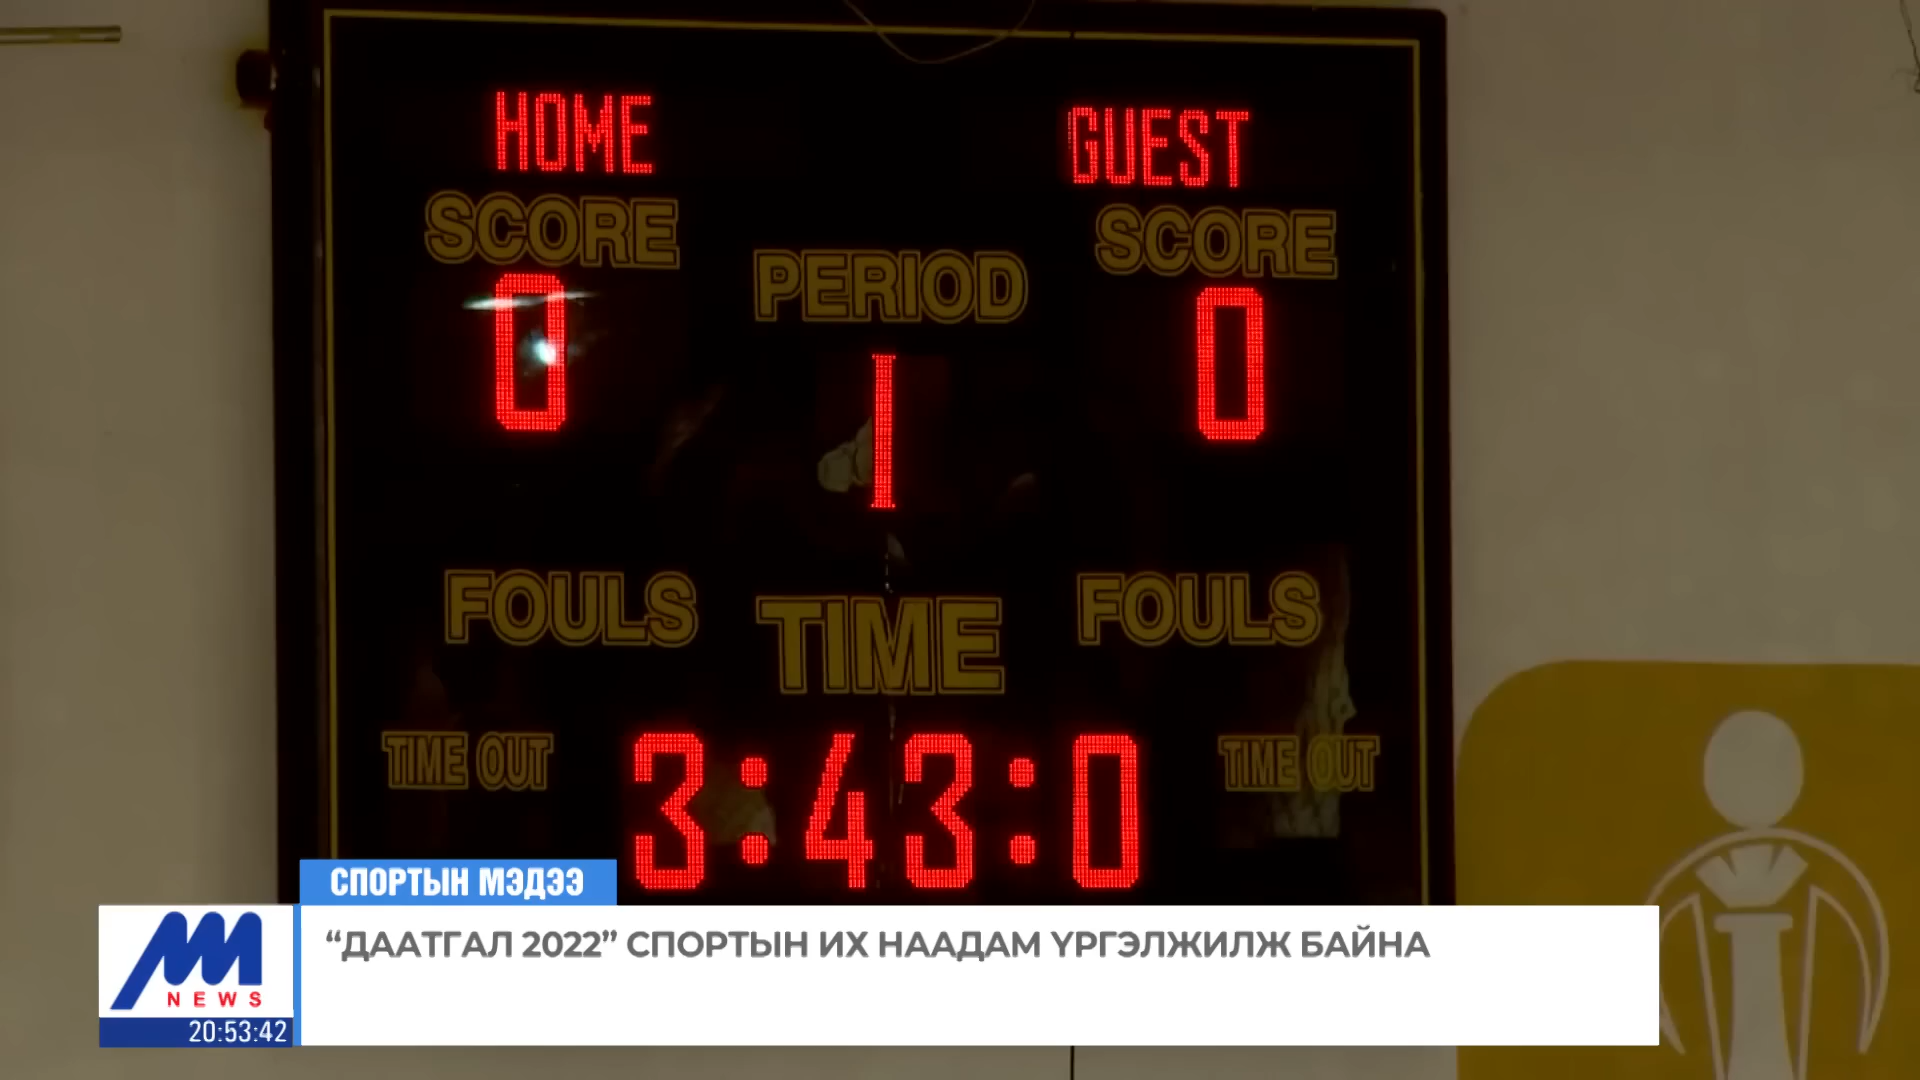 HOME
GUEST
SCORE
SCORE
PERIOD
0
0
1
FOULS
TIME
FOULS
TIME OUT
TIME OUT
3:43:0
СПОРТЫН МЭДЭЭ
“ДААТГАЛ 2022” СПОРТЫН ИХ НААДАМ ҮРГЭЛЖИЛЖ БАЙНА
NEWS
20:53:42